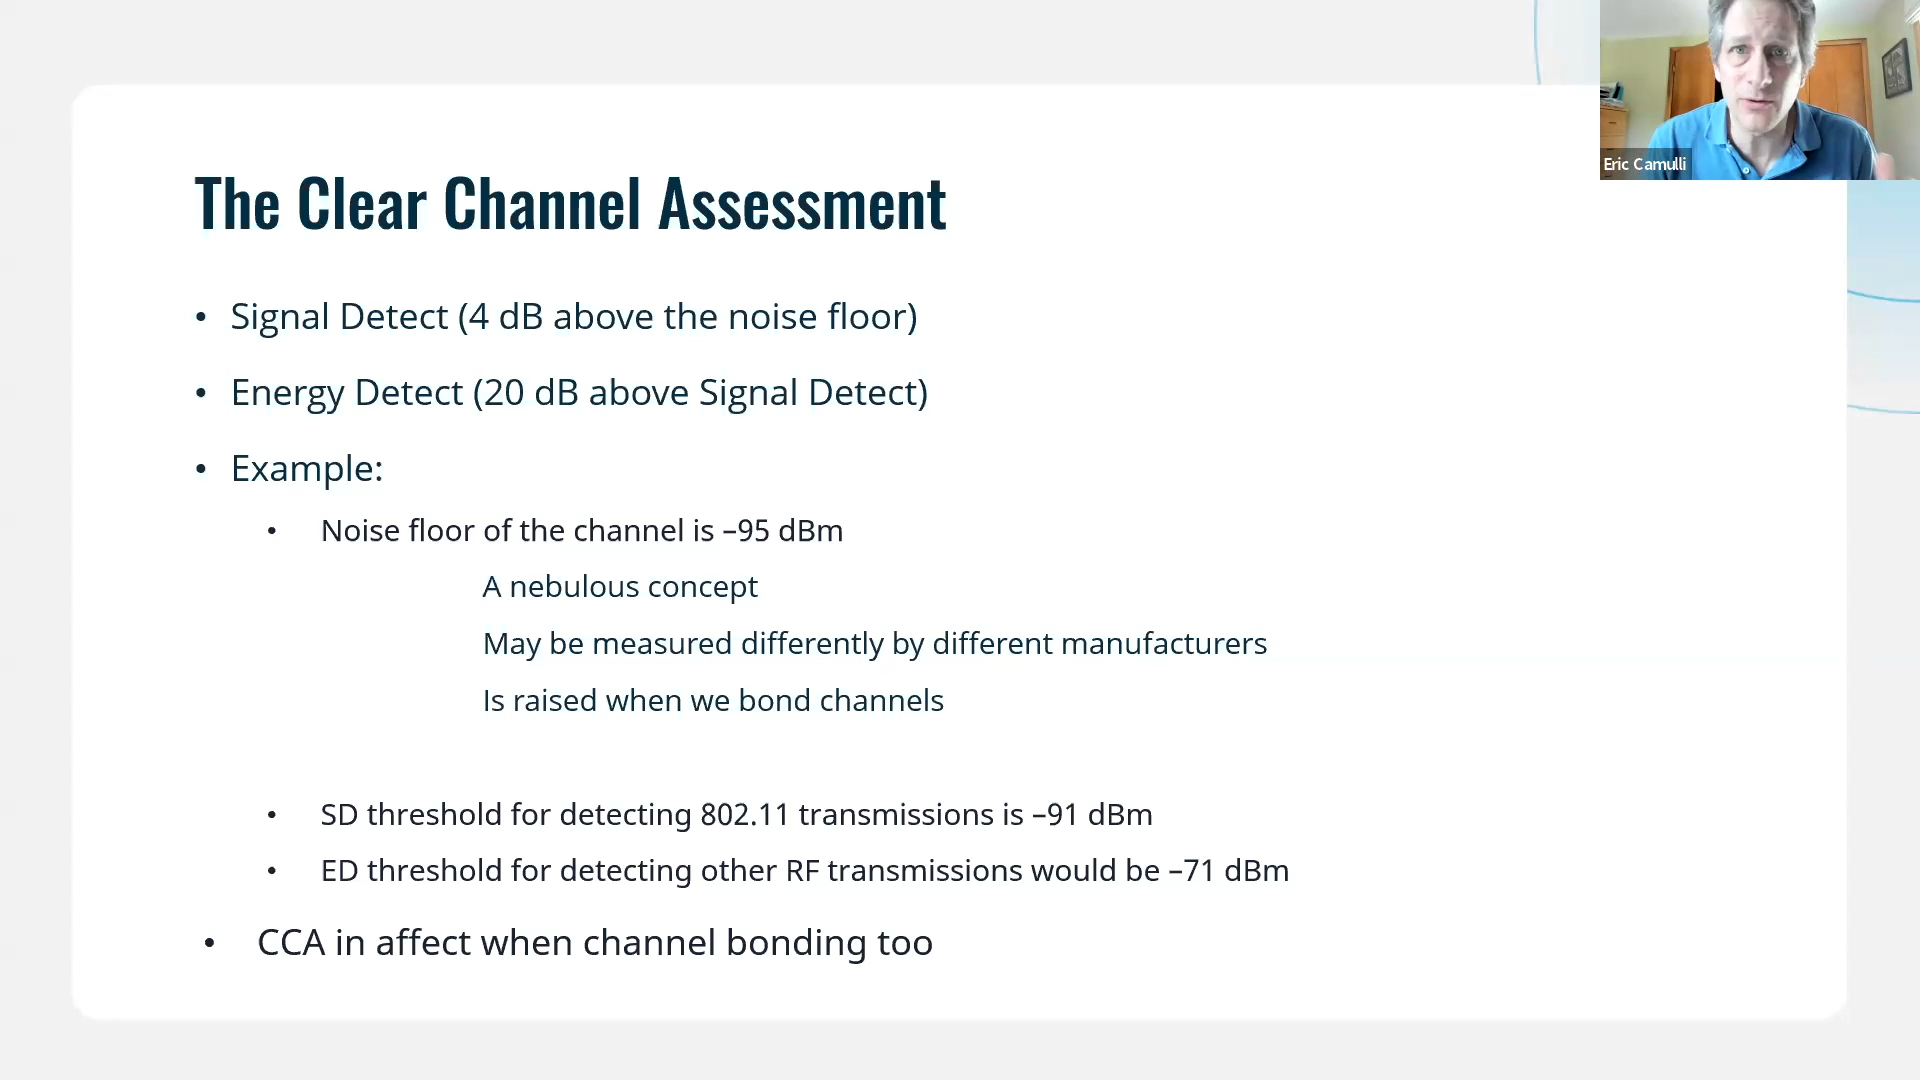 Eric Camulli
The Clear Channel Assessment
• Signal Detect (4 dB above the noise floor)
• Energy Detect (20 dB above Signal Detect)
• Example:
• Noise floor of the channel is –95 dBm
A nebulous concept
May be measured differently by different manufacturers
Is raised when we bond channels
• SD threshold for detecting 802.11 transmissions is –91 dBm
• ED threshold for detecting other RF transmissions would be –71 dBm
• CCA in affect when channel bonding too